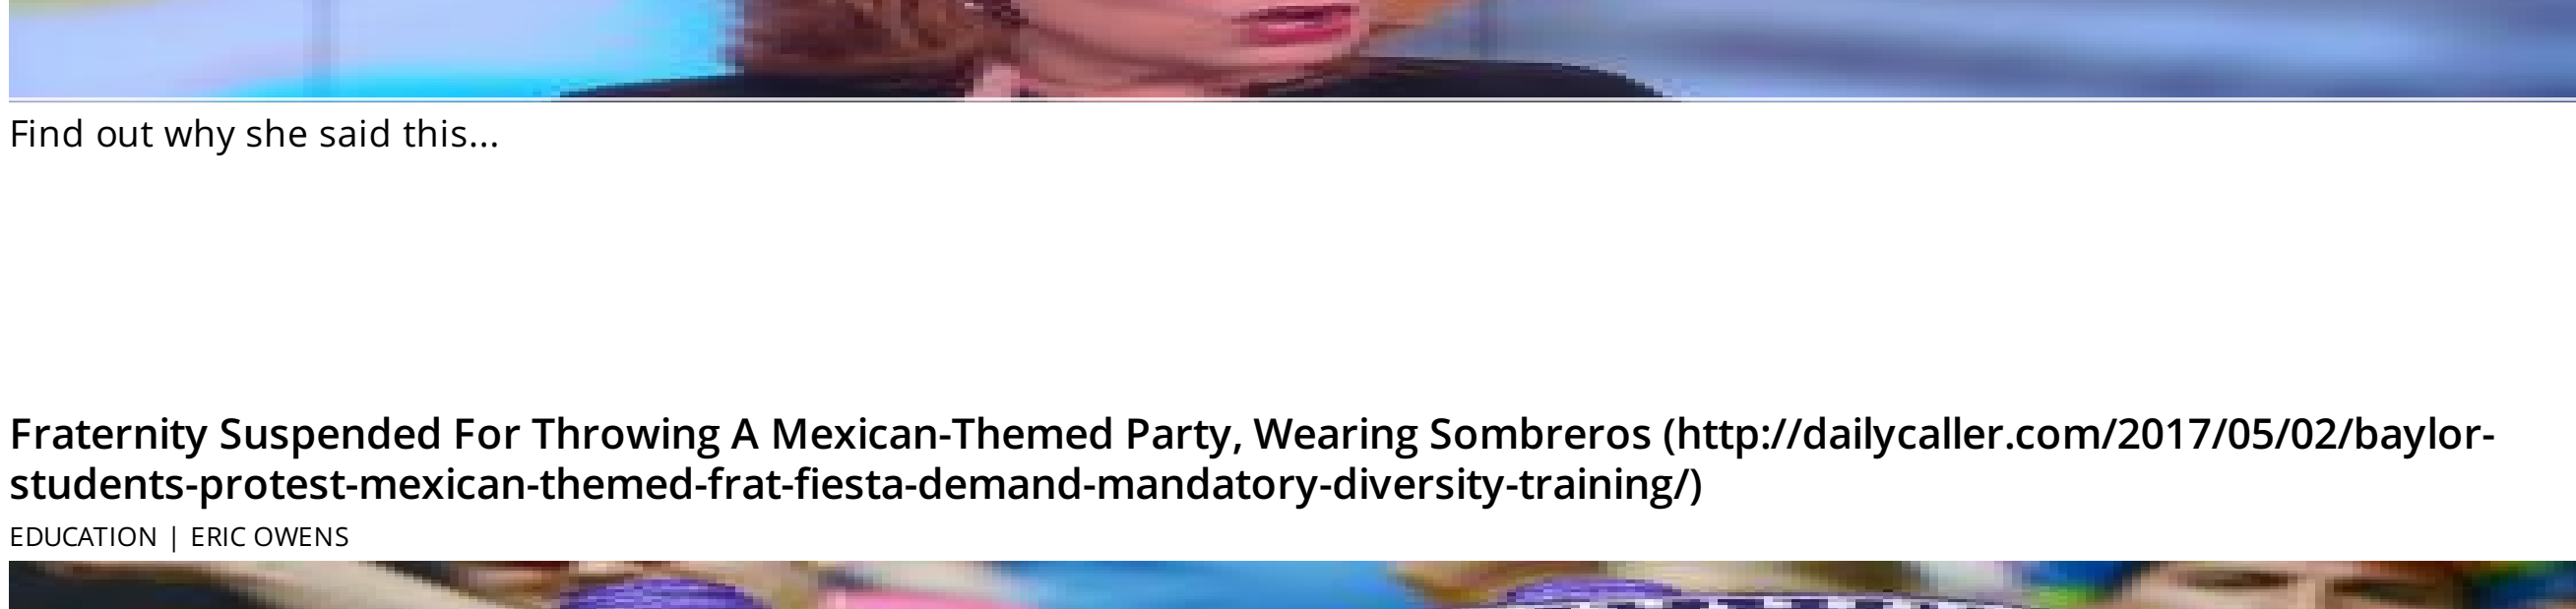 Find out why she said this...
Fraternity Suspended For Throwing A Mexican-Themed Party, Wearing Sombreros (http://dailycaller.com/2017/05/02/baylor-
students-protest-mexican-themed-frat-fiesta-demand-mandatory-diversity-training/)
EDUCATION | ERIC OWENS